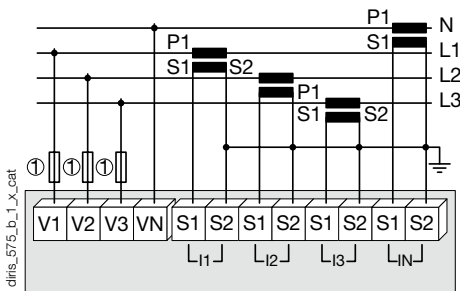 P1 N
P1 S1 L1
S1 S2 L2
P1
S1 S2 L3
① ① ①
V1 V2 V3 VN S1 S2 S1 S2 S1 S2 S1 S2
I1 I2 I3 IN
diris_575_b_1_x_cat